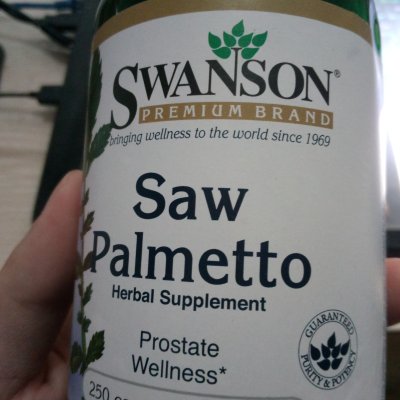 SWANSON®
PREMIUM BRAND
bringing wellness to the world since 1969
Saw
Palmetto
Herbal Supplement
GUARANTEED
PURITY & POTENCY
Prostate
Wellness*
250